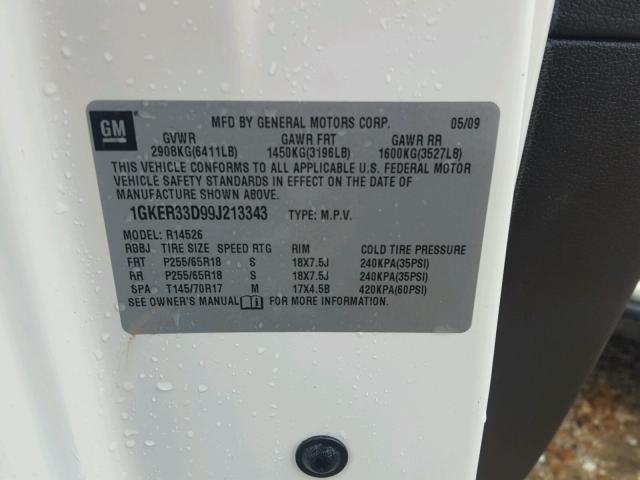 GM
MFD BY GENERAL MOTORS CORP. 05/09
GVWR GAWR FRT GAWR RR
2908KG(6411LB) 1450KG(3196LB) 1600KG(3527LB)
THIS VEHICLE CONFORMS TO ALL APPLICABLE U.S. FEDERAL MOTOR
VEHICLE SAFETY STANDARDS IN EFFECT ON THE DATE OF
MANUFACTURE SHOWN ABOVE.
1GKER33D99J213343 TYPE: M.P.V.
MODEL: R14526
RBBJ TIRE SIZE SPEED RTG RIM COLD TIRE PRESSURE
FRT P255/65R18 S 18X7.5J 240KPA(35PSI)
RR P255/65R18 S 18X7.5J 240KPA(35PSI)
SPA T145/70R17 M 17X4.5B 420KPA(60PSI)
SEE OWNER'S MANUAL FOR MORE INFORMATION.